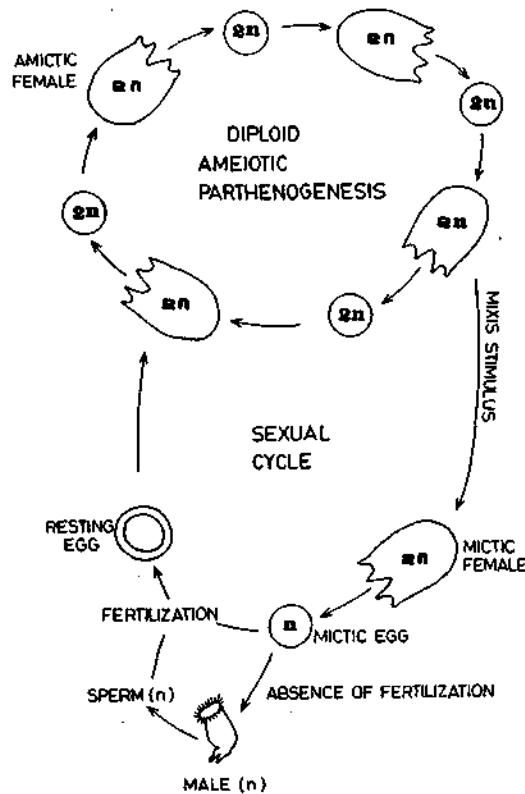 AMICTIC
FEMALE
2n
2n
2n
2n
DIPLOID
AMEIOTIC
PARTHENOGENESIS
2n
2n
2n
2n
MIXIS STIMULUS
SEXUAL
CYCLE
RESTING
EGG
2n
MICTIC
FEMALE
FERTILIZATION
n
MICTIC EGG
SPERM (n)
ABSENCE OF FERTILIZATION
MALE (n)